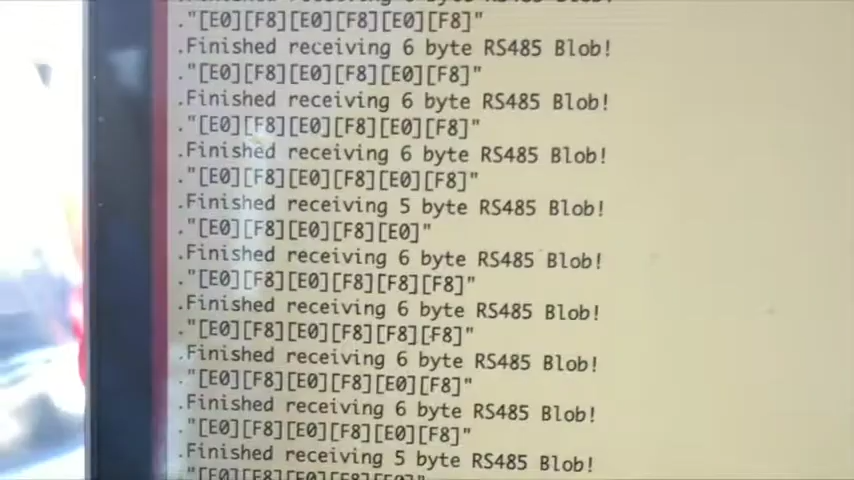 ."[E0][F8][E0][F8][E0][F8]"
.Finished receiving 6 byte RS485 Blob!
."[E0][F8][E0][F8][E0][F8]"
.Finished receiving 6 byte RS485 Blob!
."[E0][F8][E0][F8][E0][F8]"
.Finished receiving 6 byte RS485 Blob!
."[E0][F8][E0][F8][E0][F8]"
.Finished receiving 5 byte RS485 Blob!
."[E0][F8][E0][F8][E0]"
.Finished receiving 6 byte RS485 Blob!
."[E0][F8][E0][F8][F8][F8]"
.Finished receiving 6 byte RS485 Blob!
."[E0][F8][E0][F8][F8][F8]"
.Finished receiving 6 byte RS485 Blob!
."[E0][F8][E0][F8][E0][F8]"
.Finished receiving 6 byte RS485 Blob!
."[E0][F8][E0][F8][E0][F8]"
.Finished receiving 5 byte RS485 Blob!